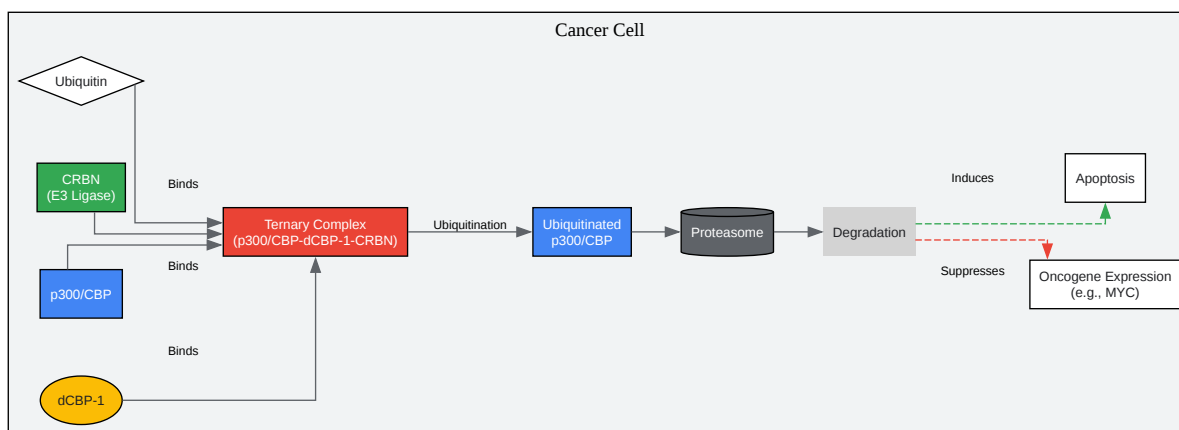 Cancer Cell
Ubiquitin
CRBN
(E3 Ligase)
Binds
p300/CBP
Binds
Binds
dCBP-1
Ternary Complex
(p300/CBP-dCBP-1-CRBN)
Ubiquitination
Ubiquitinated
p300/CBP
Proteasome
Degradation
Induces
Apoptosis
Suppresses
Oncogene Expression
(e.g., MYC)